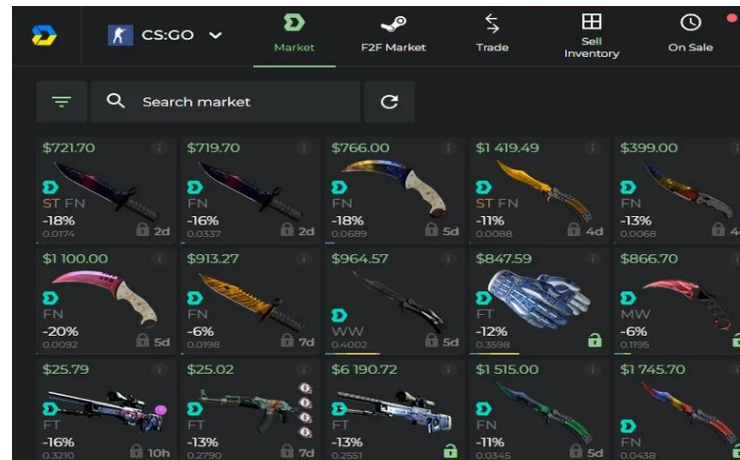 CS:GO
Market
F2F Market
Trade
Sell
Inventory
On Sale
Search market
$721.70
$719.70
$766.00
$1 419.49
$399.00
ST FN
FN
FN
ST FN
FN
-18%
-16%
-18%
-11%
-13%
0.0174
2d
0.0337
2d
0.0689
5d
0.0088
4d
0.0068
$1 100.00
$913.27
$964.57
$847.59
$866.70
FN
FN
WW
FT
MW
-20%
-6%
-12%
-6%
0.0092
5d
0.0198
7d
0.4002
5d
0.3598
0.1195
$25.79
$25.02
$6 190.72
$1 515.00
$1 745.70
FT
FT
FT
FN
FN
-16%
-13%
-13%
-11%
0.3210
10h
0.2790
7d
0.2551
0.0345
5d
0.0438